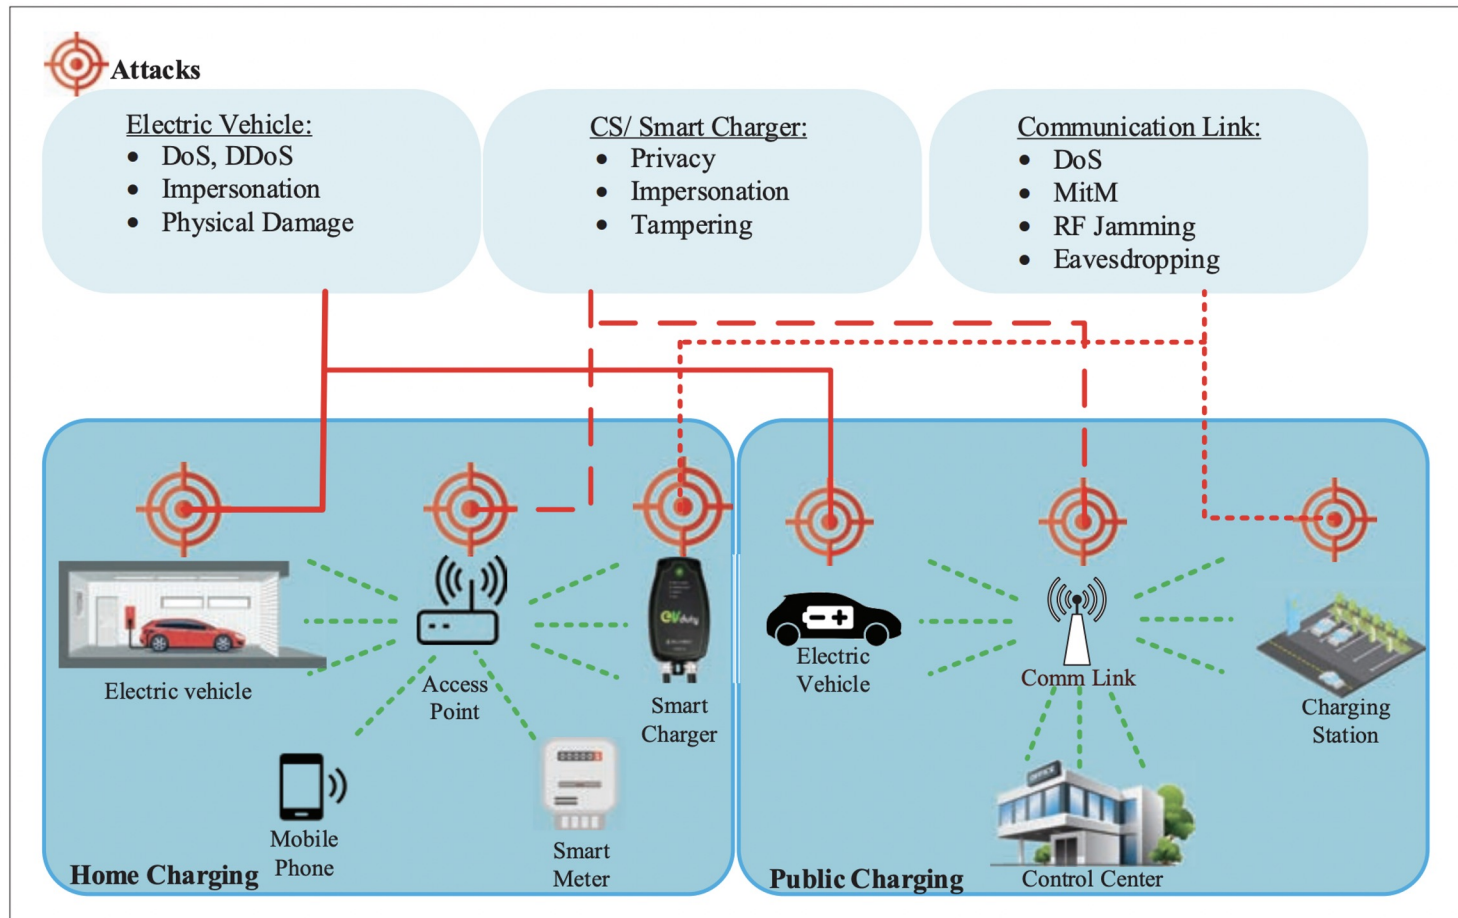 Attacks
Electric Vehicle:
• DoS, DDoS
• Impersonation
• Physical Damage
CS/ Smart Charger:
• Privacy
• Impersonation
• Tampering
Communication Link:
• DoS
• MitM
• RF Jamming
• Eavesdropping
Electric vehicle
Access
Point
evduty
Smart
Charger
Mobile
Phone
Smart
Meter
Home Charging
Electric
Vehicle
Comm Link
Charging
Station
OFFICE
Control Center
Public Charging